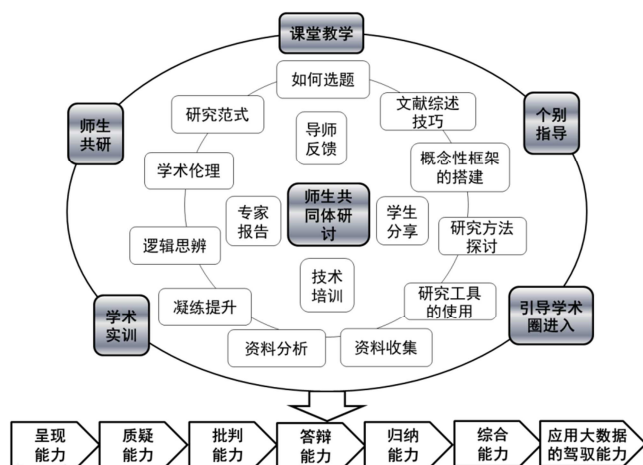 课堂教学
如何选题
研究范式
文献综述
技巧
师生
共研
导师
反馈
个别
指导
学术伦理
概念性框架
的搭建
专家
报告
师生共
同体研
讨
学生
分享
逻辑思辨
研究方法
探讨
技术
培训
凝练提升
研究工具
的使用
学术
实训
引导学术
圈进入
资料分析
资料收集
呈现
能力
质疑
能力
批判
能力
答辩
能力
归纳
能力
综合
能力
应用大数据
的驾驭能力